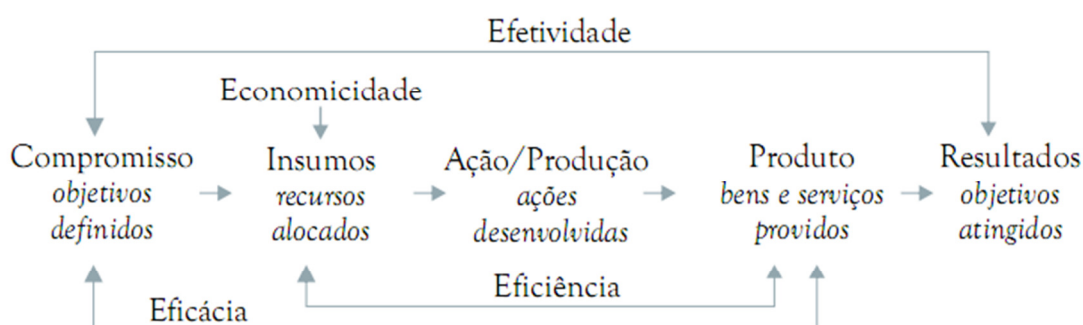 Efetividade
Economicidade
Compromisso Insumos Ação/Produção Produto Resultados
objetivos recursos ações bens e serviços objetivos
definidos alocados desenvolvidas providos atingidos
Eficiência
Eficácia